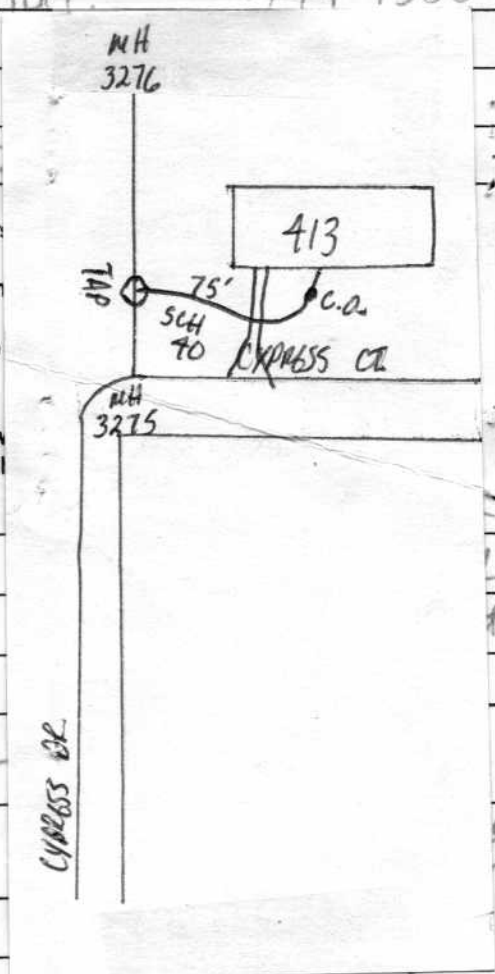 MH
3276
413
TAP
75'
SCH
40
C.O.
CYPRESS CT
MH
3275
CYPRESS DR.